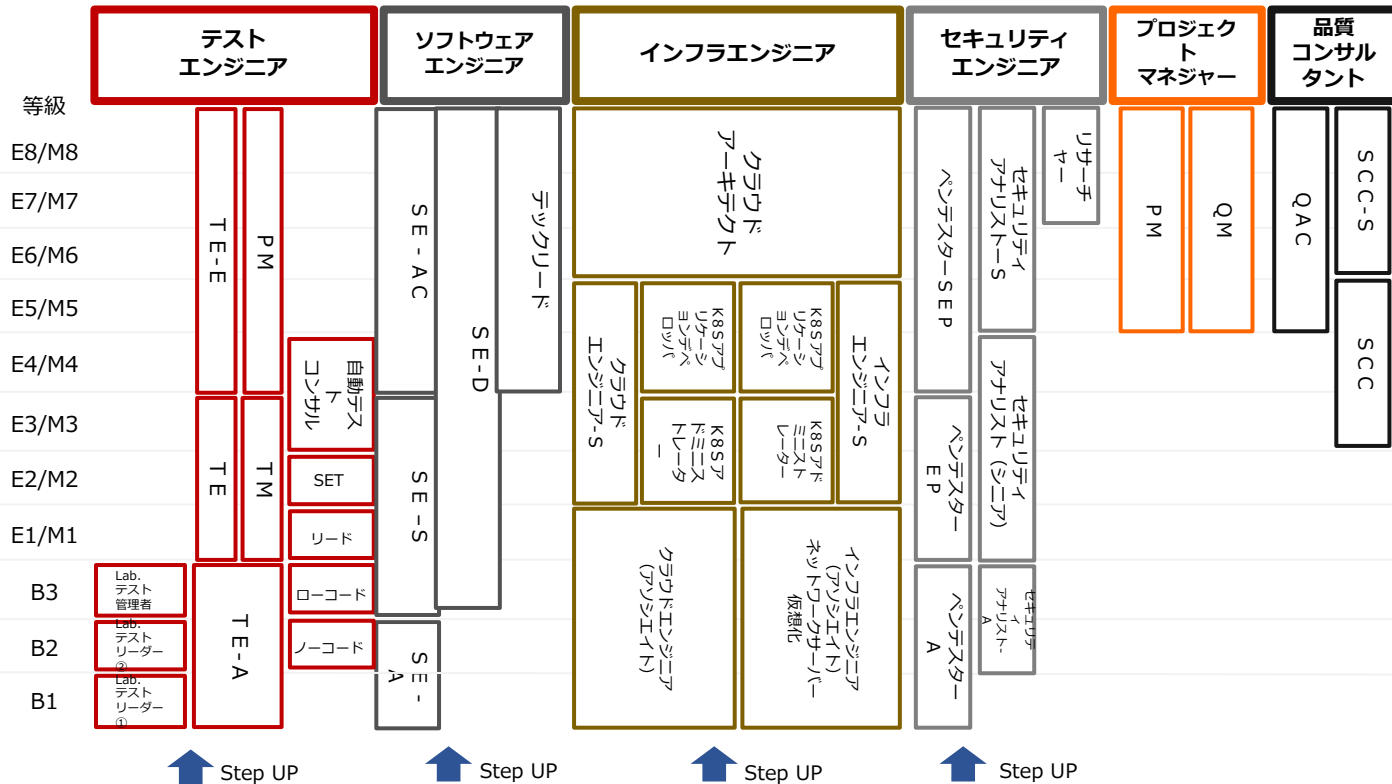 テスト
エンジニア
ソフトウェア
エンジニア
インフラエンジニア
セキュリティ
エンジニア
プロジェク
ト
マネジャー
品質
コンサル
タント
等級
E8/M8
E7/M7
E6/M6
E5/M5
E4/M4
E3/M3
E2/M2
E1/M1
B3
B2
B1
TE-E
PM
自動テス
ト
コンサル
TE
TM
SET
リード
Lab.
テスト
管理者
TE-A
ローコード
Lab.
テスト
リーダー
②
ノーコード
Lab.
テスト
リーダー
①
SE-AC
SE-D
テックリード
SE-S
SE-
A
クラウド
アーキテクト
クラウド
エンジニア-S
K8Sアプ
リケーシ
ョンデベ
ロッパ
K8Sアプ
リケーシ
ョンデベ
ロッパ
インフラ
エンジニア-S
K8Sア
ドミニス
トレータ
ー
K8Sアド
ミニスト
レーター
クラウドエンジニア
(アソシエイト)
インフラエンジニア
(アソシエイト)
ネットワークサーバー
仮想化
ペンテスターSEP
セキュリティ
アナリストーS
リサーチ
ャー
ペンテスター
EP
セキュリティ
アナリスト (シニア)
ペンテスター
A
セキュリテ
ィ
アナリスト-
A
PM
QM
QAC
SCC-S
SCC
Step UP
Step UP
Step UP
Step UP